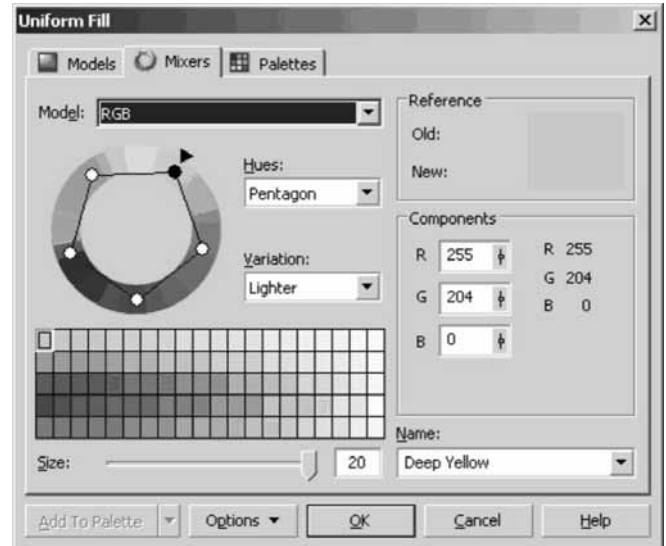 Uniform Fill
Models Mixers Palettes
Model: RGB
Hues:
Pentagon
Variation:
Lighter
Size: 20
Reference
Old:
New:
Components
R 255 R 255
G 204 G 204
B 0 B 0
Name:
Deep Yellow
Add To Palette Options OK Cancel Help